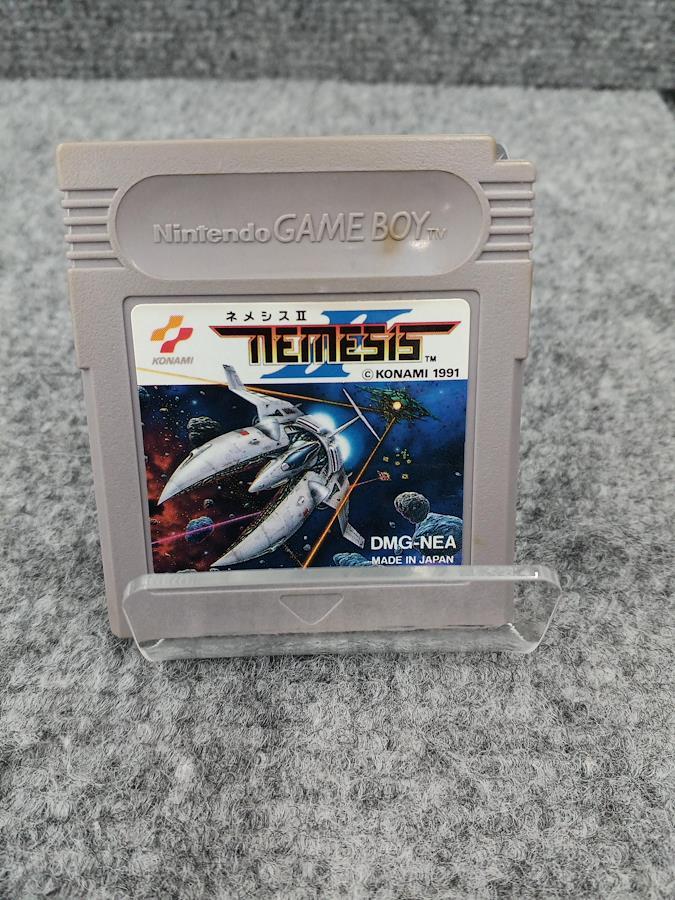 Nintendo GAME BOY TM
ネメシスII
KONAMI
NEMESIS II TM
© KONAMI 1991
DMG-NEA
MADE IN JAPAN